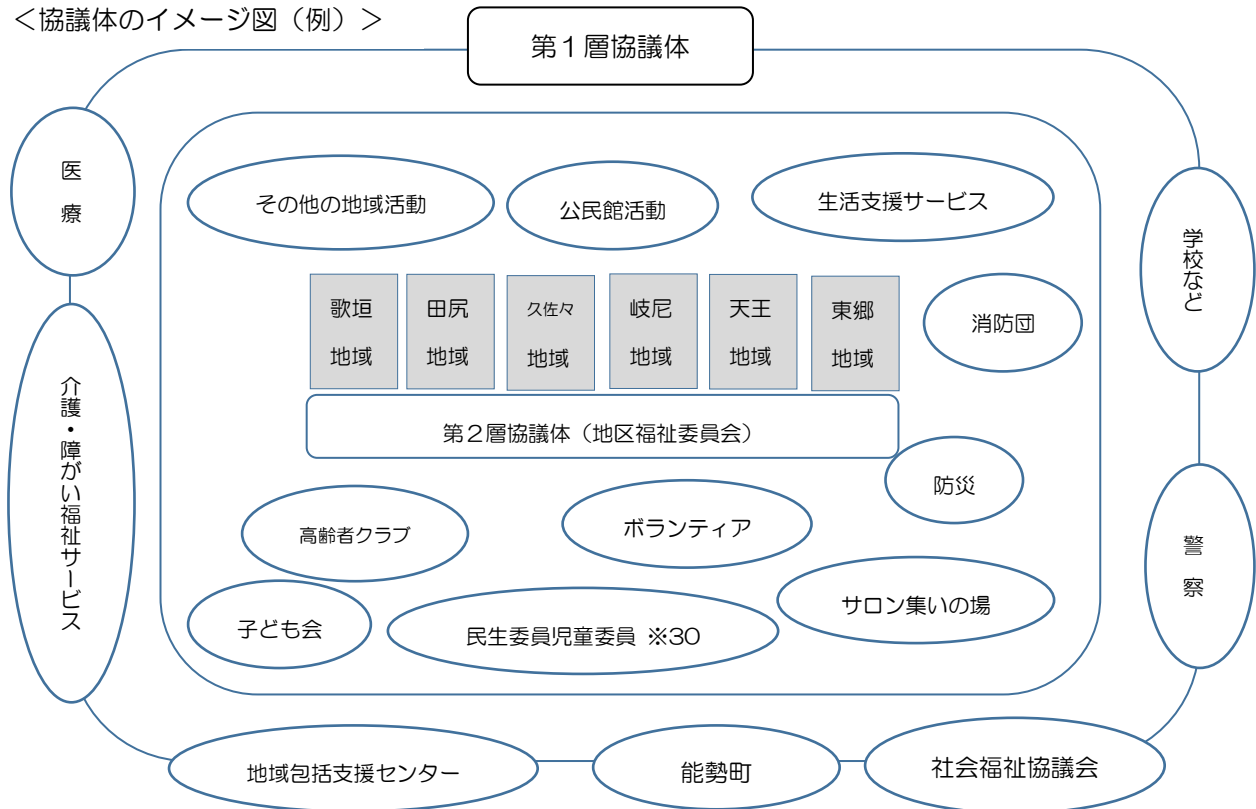 ＜協議体のイメージ図（例）＞
第１層協議体
医
療
その他の地域活動
公民館活動
生活支援サービス
学校など
歌垣
地域
田尻
地域
久佐々
地域
岐尼
地域
天王
地域
東郷
地域
消防団
介護・障がい福祉サービス
第２層協議体（地区福祉委員会）
防災
高齢者クラブ
ボランティア
警
察
サロン集いの場
子ども会
民生委員児童委員 ※30
地域包括支援センター
能勢町
社会福祉協議会